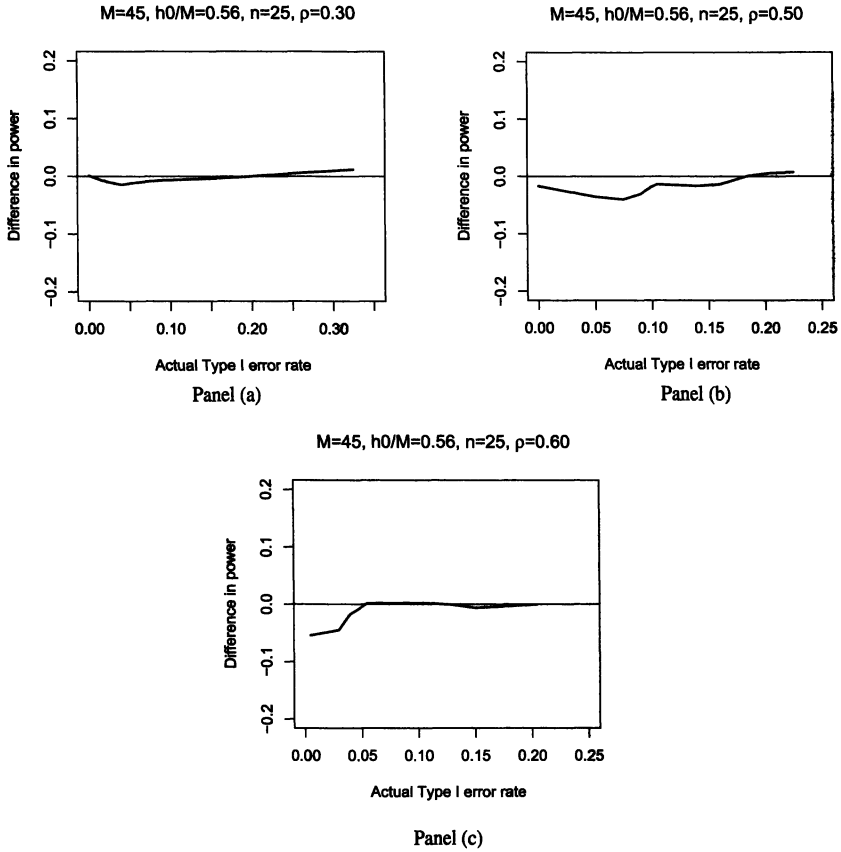 M=45, h0/M=0.56, n=25, ρ=0.30
Difference in power
0.2
0.1
0.0
−0.1
−0.2
0.00 0.10 0.20 0.30
Actual Type I error rate
Panel (a)
M=45, h0/M=0.56, n=25, ρ=0.50
Difference in power
0.2
0.1
0.0
−0.1
−0.2
0.00 0.05 0.10 0.15 0.20 0.25
Actual Type I error rate
Panel (b)
M=45, h0/M=0.56, n=25, ρ=0.60
Difference in power
0.2
0.1
0.0
−0.1
−0.2
0.00 0.05 0.10 0.15 0.20 0.25
Actual Type I error rate
Panel (c)